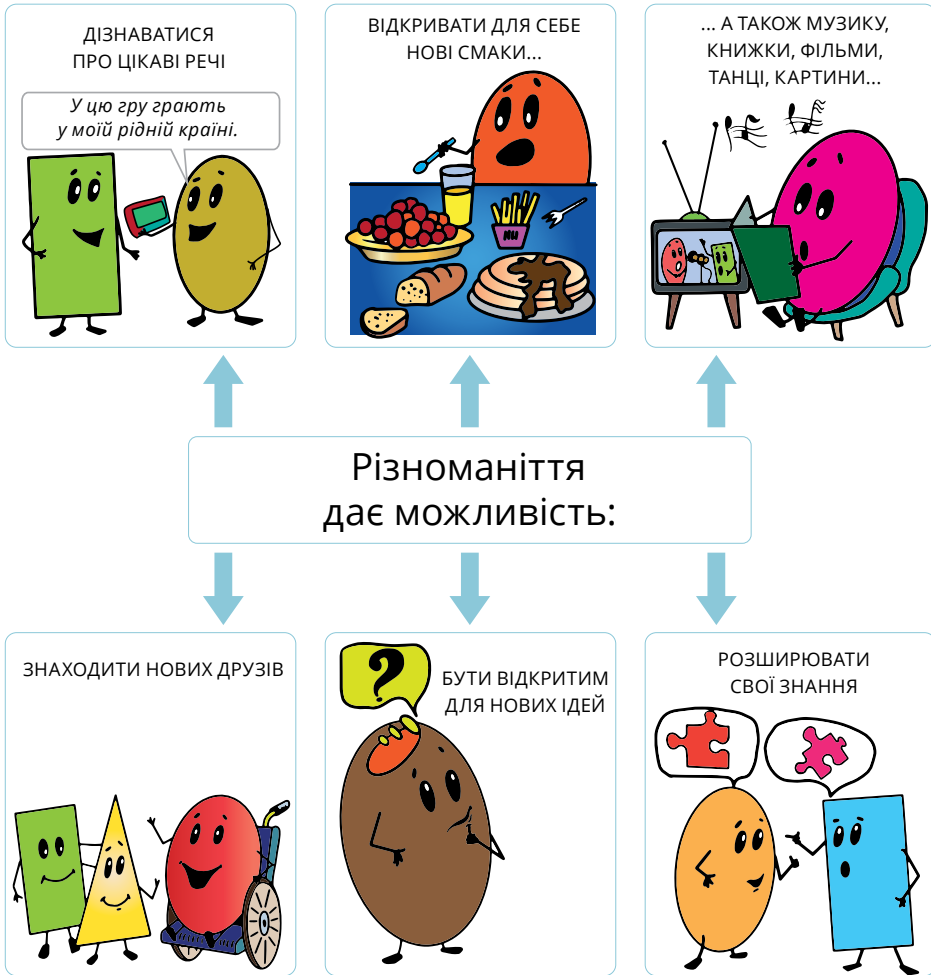 ДІЗНАВАТИСЯ
ПРО ЦІКАВІ РЕЧІ
У цю гру грають
у моїй рідній країні.
ВІДКРИВАТИ ДЛЯ СЕБЕ
НОВІ СМАКИ...
... А ТАКОЖ МУЗИКУ,
КНИЖКИ, ФІЛЬМИ,
ТАНЦІ, КАРТИНИ...
Різноманіття
дає можливість:
ЗНАХОДИТИ НОВИХ ДРУЗІВ
?
БУТИ ВІДКРИТИМ
ДЛЯ НОВИХ ІДЕЙ
РОЗШИРЮВАТИ
СВОЇ ЗНАННЯ